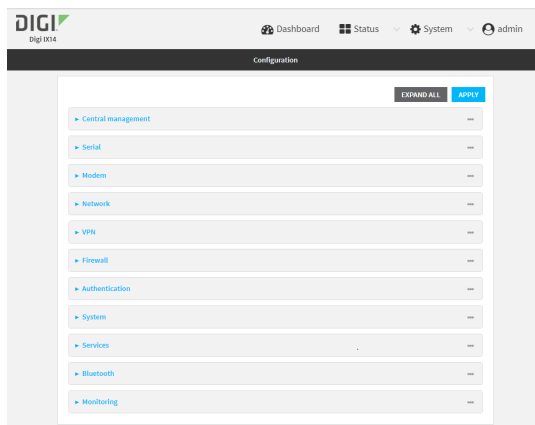 DIGI
Digi IX14
Dashboard Status System admin
Configuration
EXPAND ALL APPLY
► Central management
► Serial
► Modem
► Network
► VPN
► Firewall
► Authentication
► System
► Services
► Bluetooth
► Monitoring